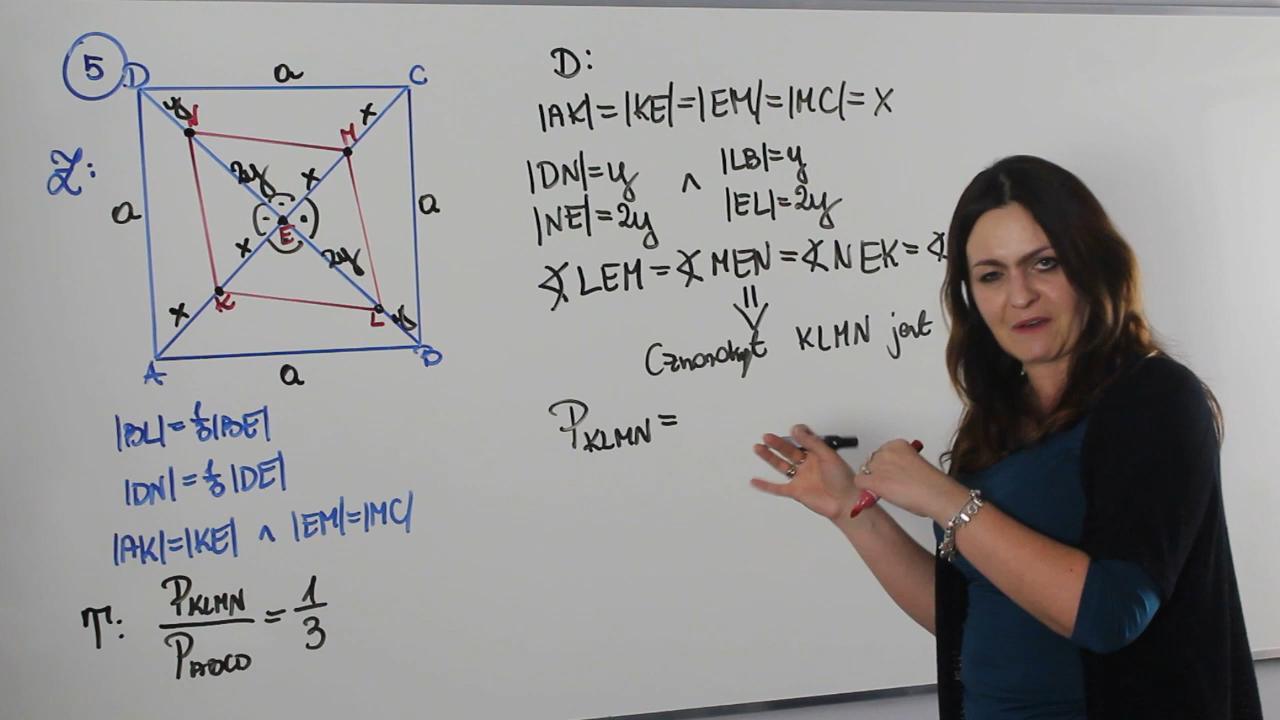 5
D a C
y N
x
M
Z:
2y x
a a
E
x 2y
K
x L y
A a B
|BL|=⅓|BE|
|DN|=⅓|DE|
|AK|=|KE| ∧ |EM|=|MC|
T: P_KLMN / P_ABCD = 1/3
D:
|AK|=|KE|=|EM|=|MC|=x
|DN|=y ∧ |LB|=y
|NE|=2y |EL|=2y
∢LEM=∢MEN=∢NEK=∢
⇓
Czworokąt KLMN jest
P_KLMN =